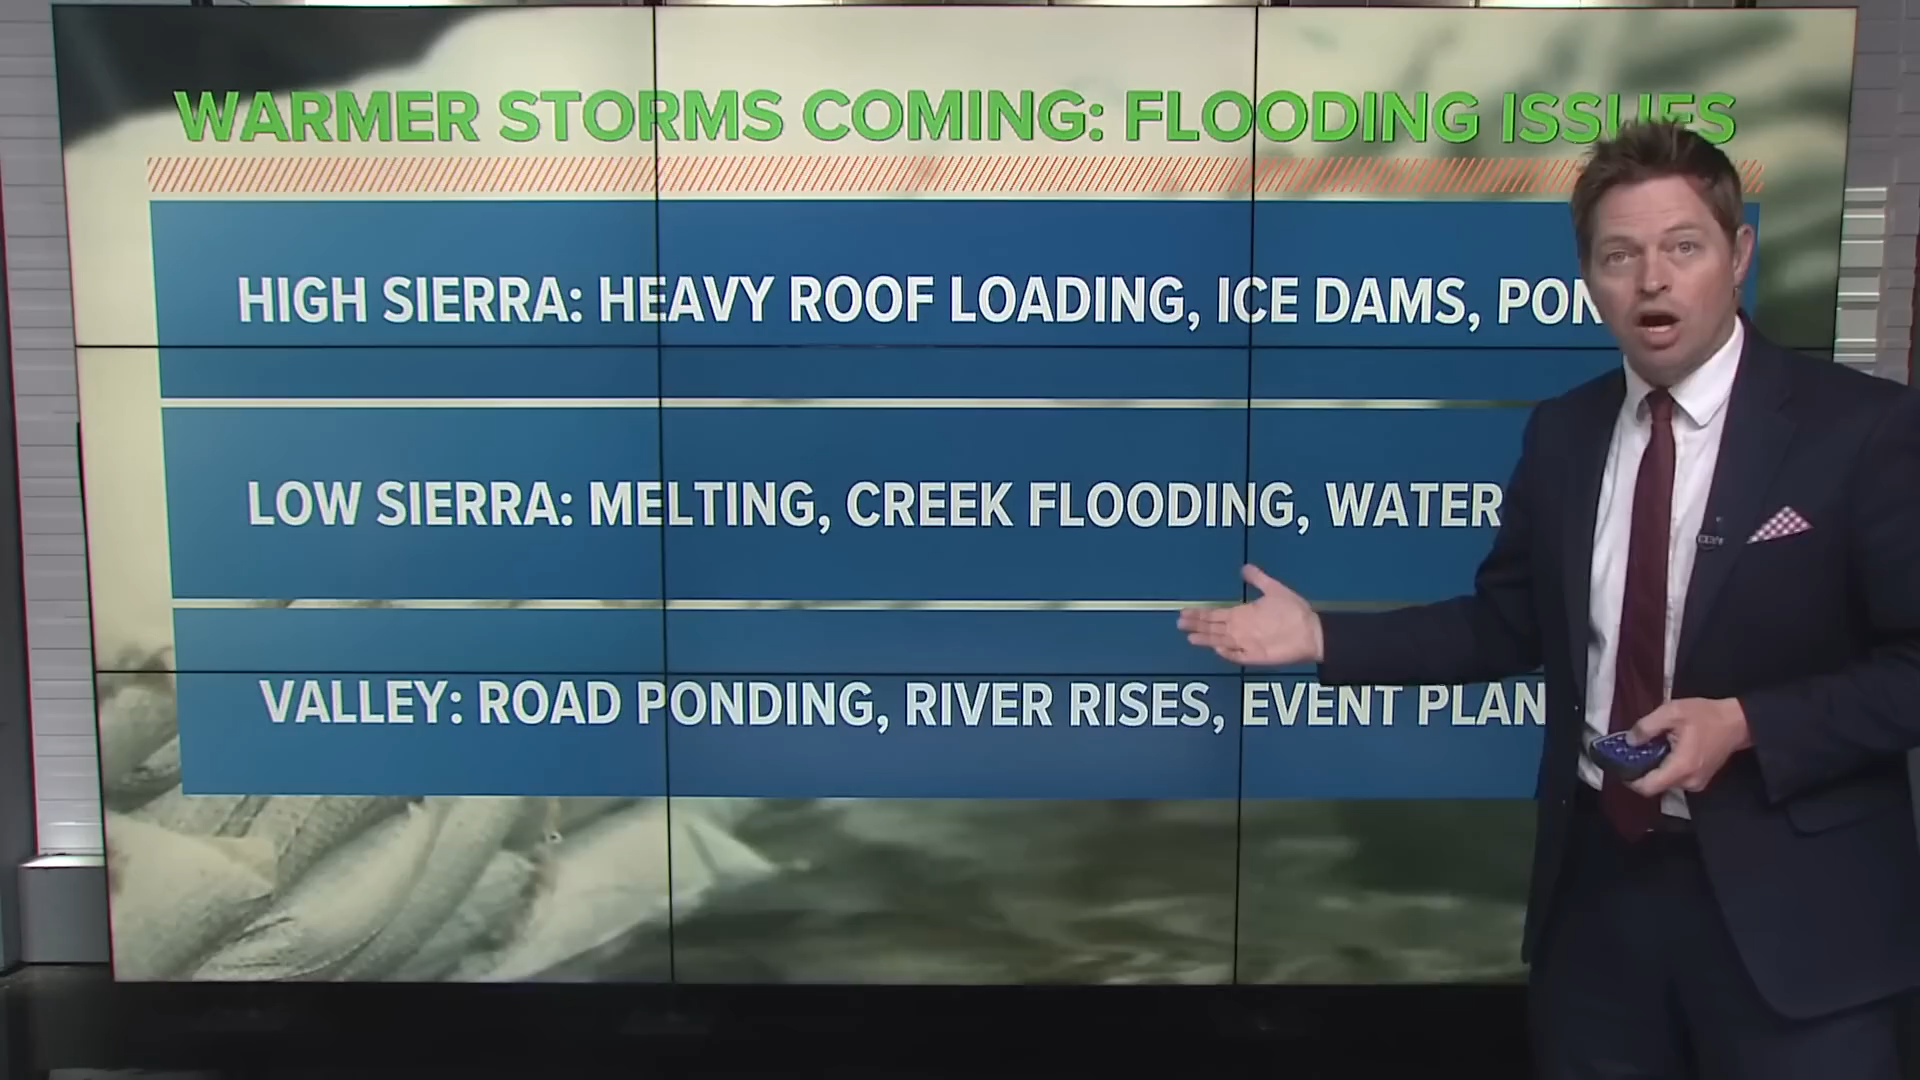 WARMER STORMS COMING: FLOODING ISSUES
HIGH SIERRA: HEAVY ROOF LOADING, ICE DAMS,
LOW SIERRA: MELTING, CREEK FLOODING, WATER
VALLEY: ROAD PONDING, RIVER RISES, EVENT PLAN